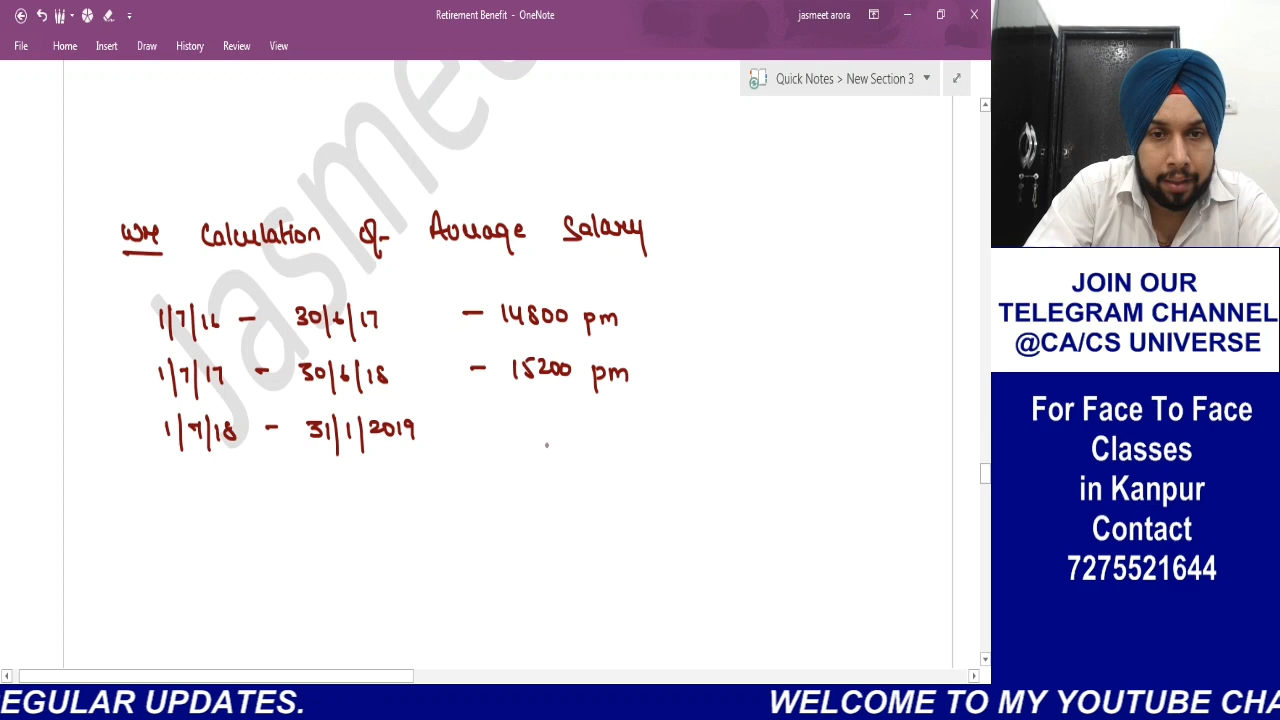 Retirement Benefit - OneNote
jasmeet arora
File Home Insert Draw History Review View
Quick Notes > New Section 3
Jasmee
WN Calculation of Average Salary
1/7/16 - 30/6/17 - 14800 pm
1/7/17 - 30/6/18 - 15200 pm
1/7/18 - 31/1/2019
JOIN OUR
TELEGRAM CHANNEL
@CA/CS UNIVERSE
For Face To Face
Classes
in Kanpur
Contact
7275521644
EGULAR UPDATES. WELCOME TO MY YOUTUBE CHA